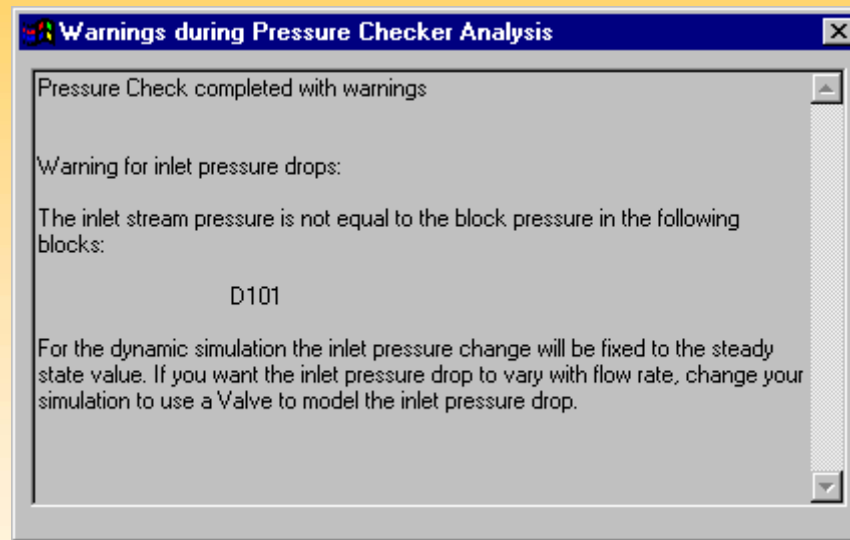 Warnings during Pressure Checker Analysis
Pressure Check completed with warnings
Warning for inlet pressure drops:
The inlet stream pressure is not equal to the block pressure in the following
blocks:
D101
For the dynamic simulation the inlet pressure change will be fixed to the steady
state value. If you want the inlet pressure drop to vary with flow rate, change your
simulation to use a Valve to model the inlet pressure drop.